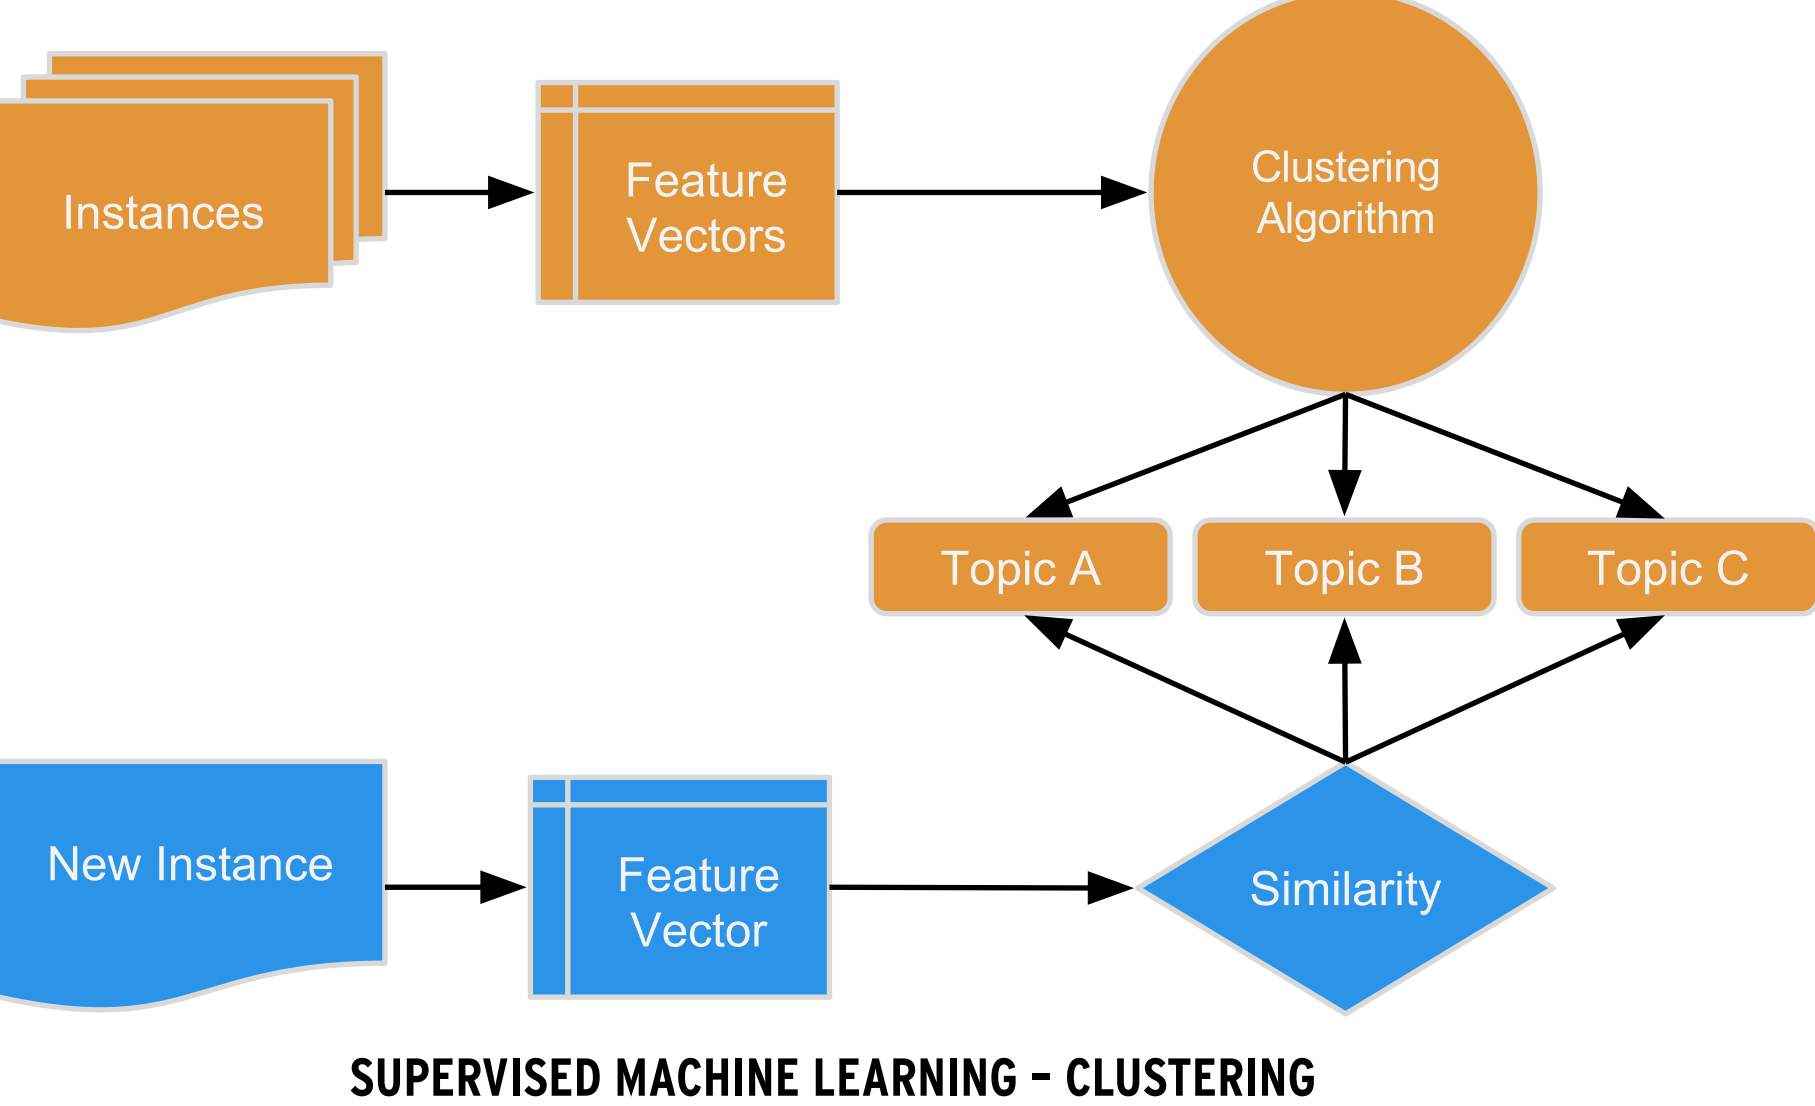 Instances
Feature
Vectors
Clustering
Algorithm
Topic A
Topic B
Topic C
New Instance
Feature
Vector
Similarity
SUPERVISED MACHINE LEARNING – CLUSTERING